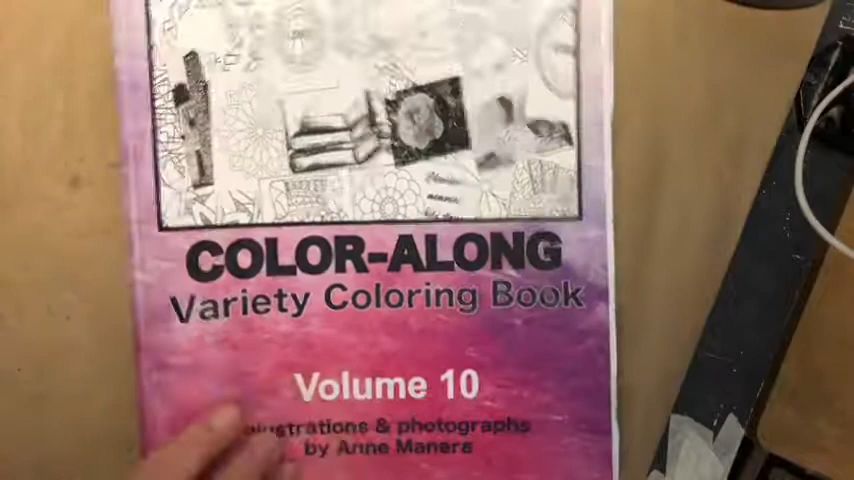 COLOR-ALONG
Variety Coloring Book
Volume 10
& photographs
by Anne Manera